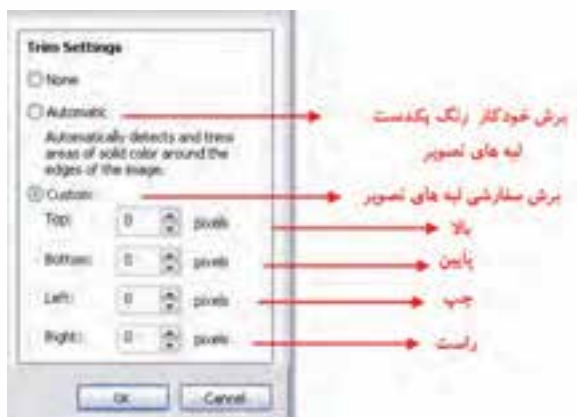 Trim Settings
None
Automatic
برش خودکار رنگ یکدست
لبه های تصویر
Automatically detects and trims
areas of solid color around the
edges of the image.
Custom
برش سفارشی لبه های تصویر
Top: 0 pixels
بالا
Bottom: 0 pixels
پایین
Left: 0 pixels
چپ
Right: 0 pixels
راست
OK Cancel